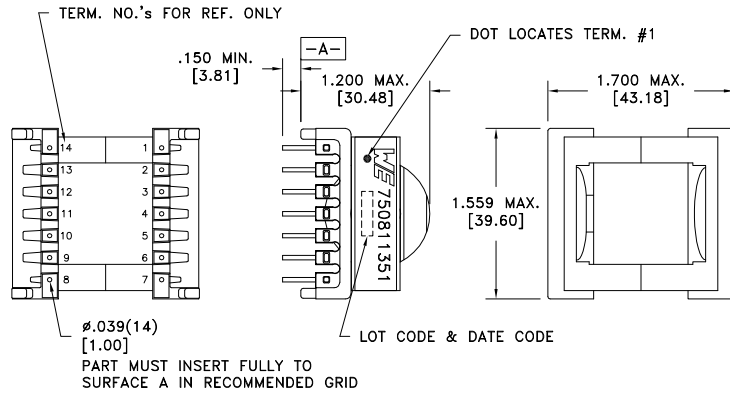 TERM. NO.'s FOR REF. ONLY
DOT LOCATES TERM. #1
.150 MIN.
[3.81]
-A-
1.200 MAX.
[30.48]
1.700 MAX.
[43.18]
14 1
13 2
12 3
11 4
10 5
9 6
8 7
WE 750811351
1.559 MAX.
[39.60]
ø.039(14)
[1.00]
LOT CODE & DATE CODE
PART MUST INSERT FULLY TO
SURFACE A IN RECOMMENDED GRID